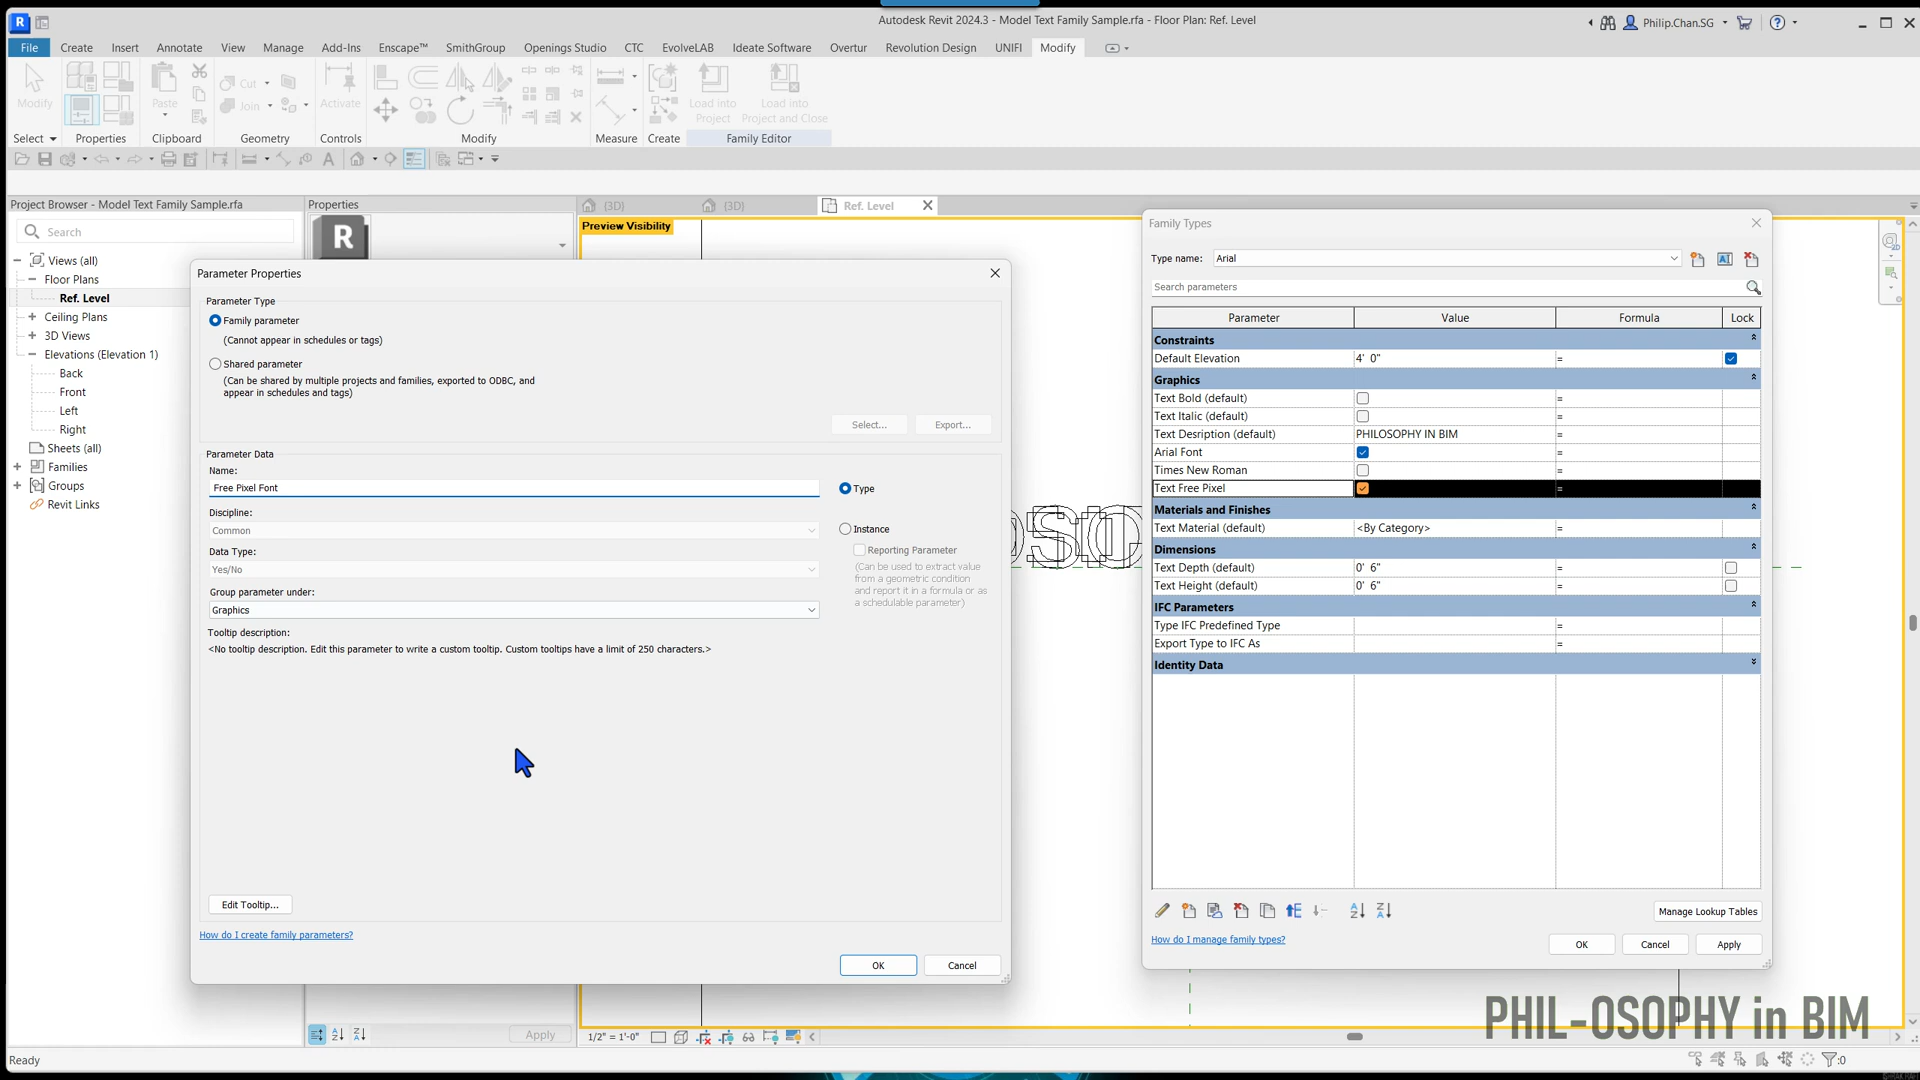 Autodesk Revit 2024.3 - Model Text Family Sample.rfa - Floor Plan: Ref. Level
Philip.Chan.SG
File Create Insert Annotate View Manage Add-Ins Enscape™ SmithGroup Openings Studio CTC EvolveLAB Ideate Software Overtur Revolution Design UNIFI Modify
Modify Paste Cut Join Activate Load into Project Load into Project and Close
Select Properties Clipboard Geometry Controls Modify Measure Create Family Editor
Project Browser - Model Text Family Sample.rfa
Search
Views (all)
Floor Plans
Ref. Level
Ceiling Plans
3D Views
Elevations (Elevation 1)
Back
Front
Left
Right
Sheets (all)
Families
Groups
Revit Links
Properties
R
Apply
{3D} {3D} Ref. Level
Preview Visibility
Parameter Properties
Parameter Type
Family parameter
(Cannot appear in schedules or tags)
Shared parameter
(Can be shared by multiple projects and families, exported to ODBC, and
appear in schedules and tags)
Select... Export...
Parameter Data
Name:
Free Pixel Font
Type
Discipline:
Common
Instance
Data Type:
Reporting Parameter
Yes/No
(Can be used to extract value
from a geometric condition
and report it in a formula or as
a schedulable parameter)
Group parameter under:
Graphics
Tooltip description:
<No tooltip description. Edit this parameter to write a custom tooltip. Custom tooltips have a limit of 250 characters.>
Edit Tooltip...
How do I create family parameters?
OK Cancel
Family Types
Type name: Arial
Search parameters
Parameter Value Formula Lock
Constraints
Default Elevation 4' 0" =
Graphics
Text Bold (default) =
Text Italic (default) =
Text Desription (default) PHILOSOPHY IN BIM =
Arial Font =
Times New Roman =
Text Free Pixel =
Materials and Finishes
Text Material (default) <By Category> =
Dimensions
Text Depth (default) 0' 6" =
Text Height (default) 0' 6" =
IFC Parameters
Type IFC Predefined Type =
Export Type to IFC As =
Identity Data
Manage Lookup Tables
How do I manage family types?
OK Cancel Apply
1/2" = 1'-0"
PHIL-OSOPHY in BIM
Ready
:0